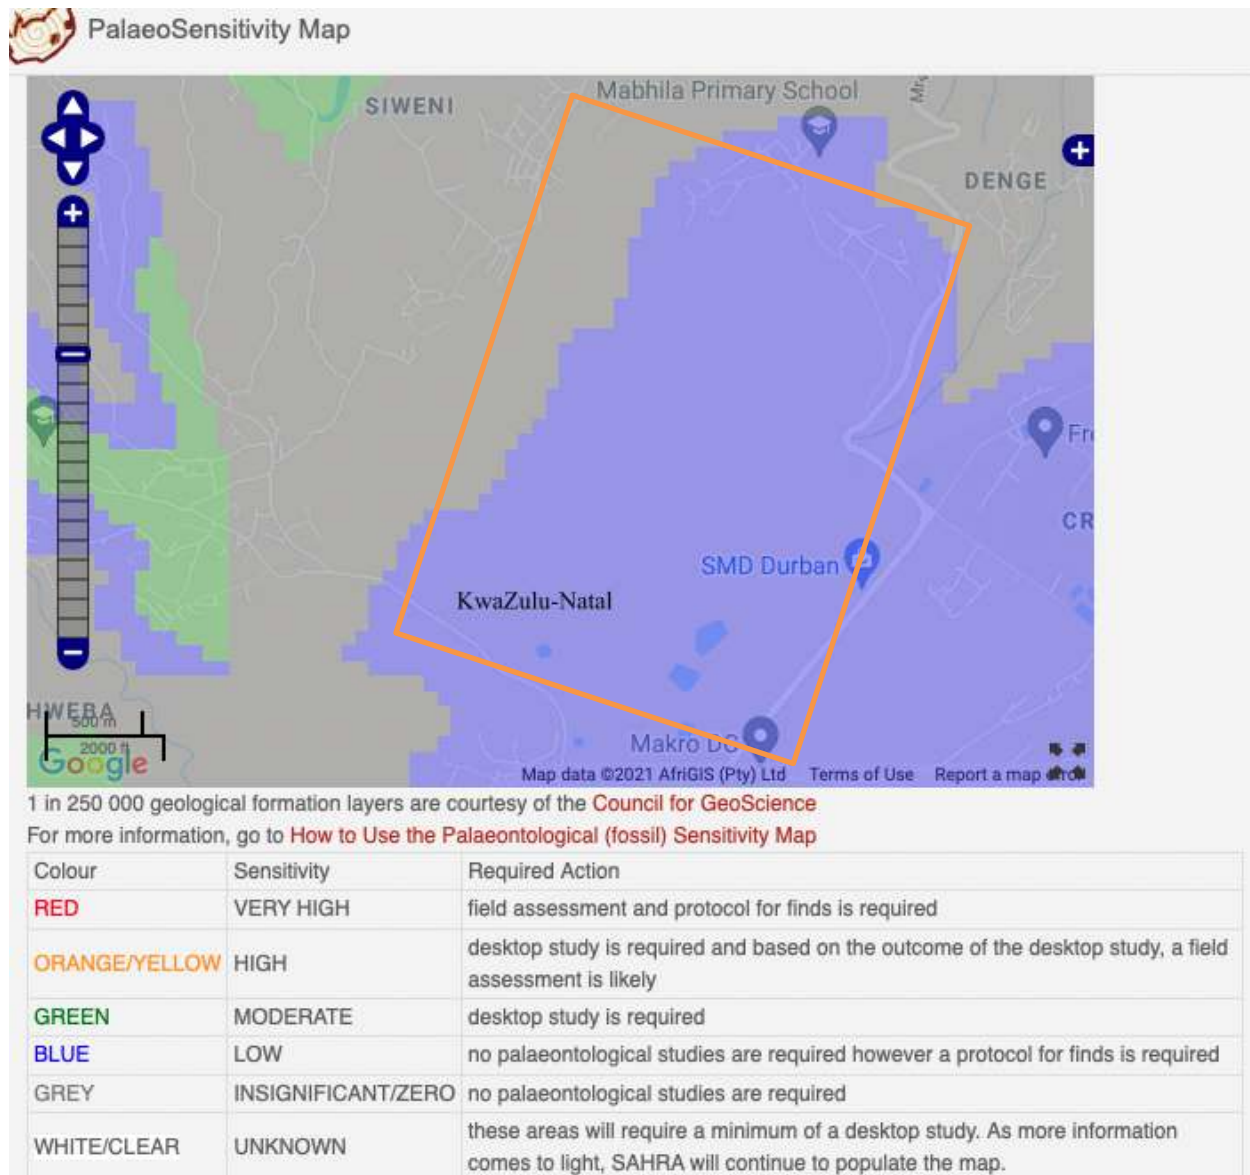 PalaeoSensitivity Map
SIWENI
Mabhila Primary School
DENGE
Fre
CR
SMD Durban
KwaZulu-Natal
HWEBA
500 m
2000 ft
Google
Makro DC
Map data ©2021 AfriGIS (Pty) Ltd Terms of Use Report a map error
1 in 250 000 geological formation layers are courtesy of the Council for GeoScience
For more information, go to How to Use the Palaeontological (fossil) Sensitivity Map
Colour Sensitivity Required Action
RED VERY HIGH field assessment and protocol for finds is required
ORANGE/YELLOW HIGH desktop study is required and based on the outcome of the desktop study, a field
assessment is likely
GREEN MODERATE desktop study is required
BLUE LOW no palaeontological studies are required however a protocol for finds is required
GREY INSIGNIFICANT/ZERO no palaeontological studies are required
WHITE/CLEAR UNKNOWN these areas will require a minimum of a desktop study. As more information
comes to light, SAHRA will continue to populate the map.